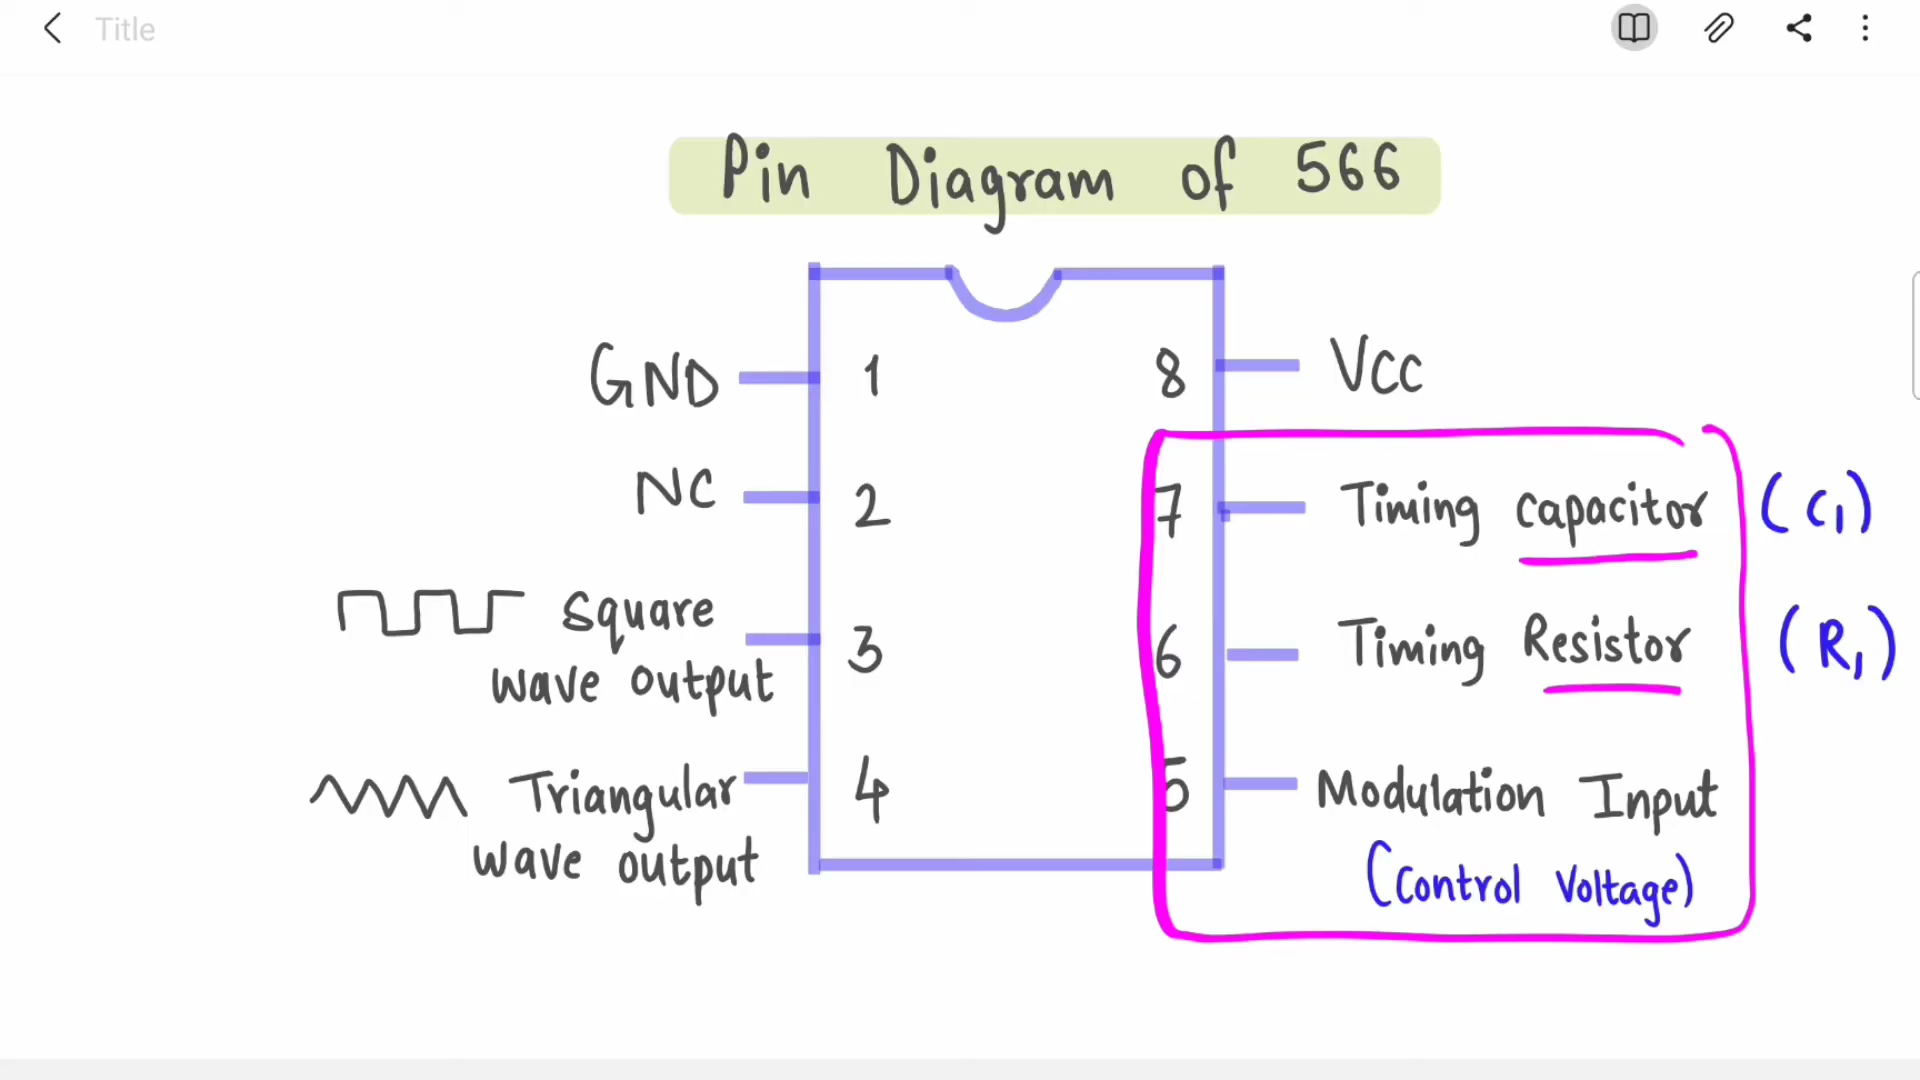 Title
Pin Diagram of 566
GND 1 8 VCC
NC 2 7 Timing capacitor (C1)
Square wave output 3 6 Timing Resistor (R1)
Triangular wave output 4 5 Modulation Input
(Control Voltage)